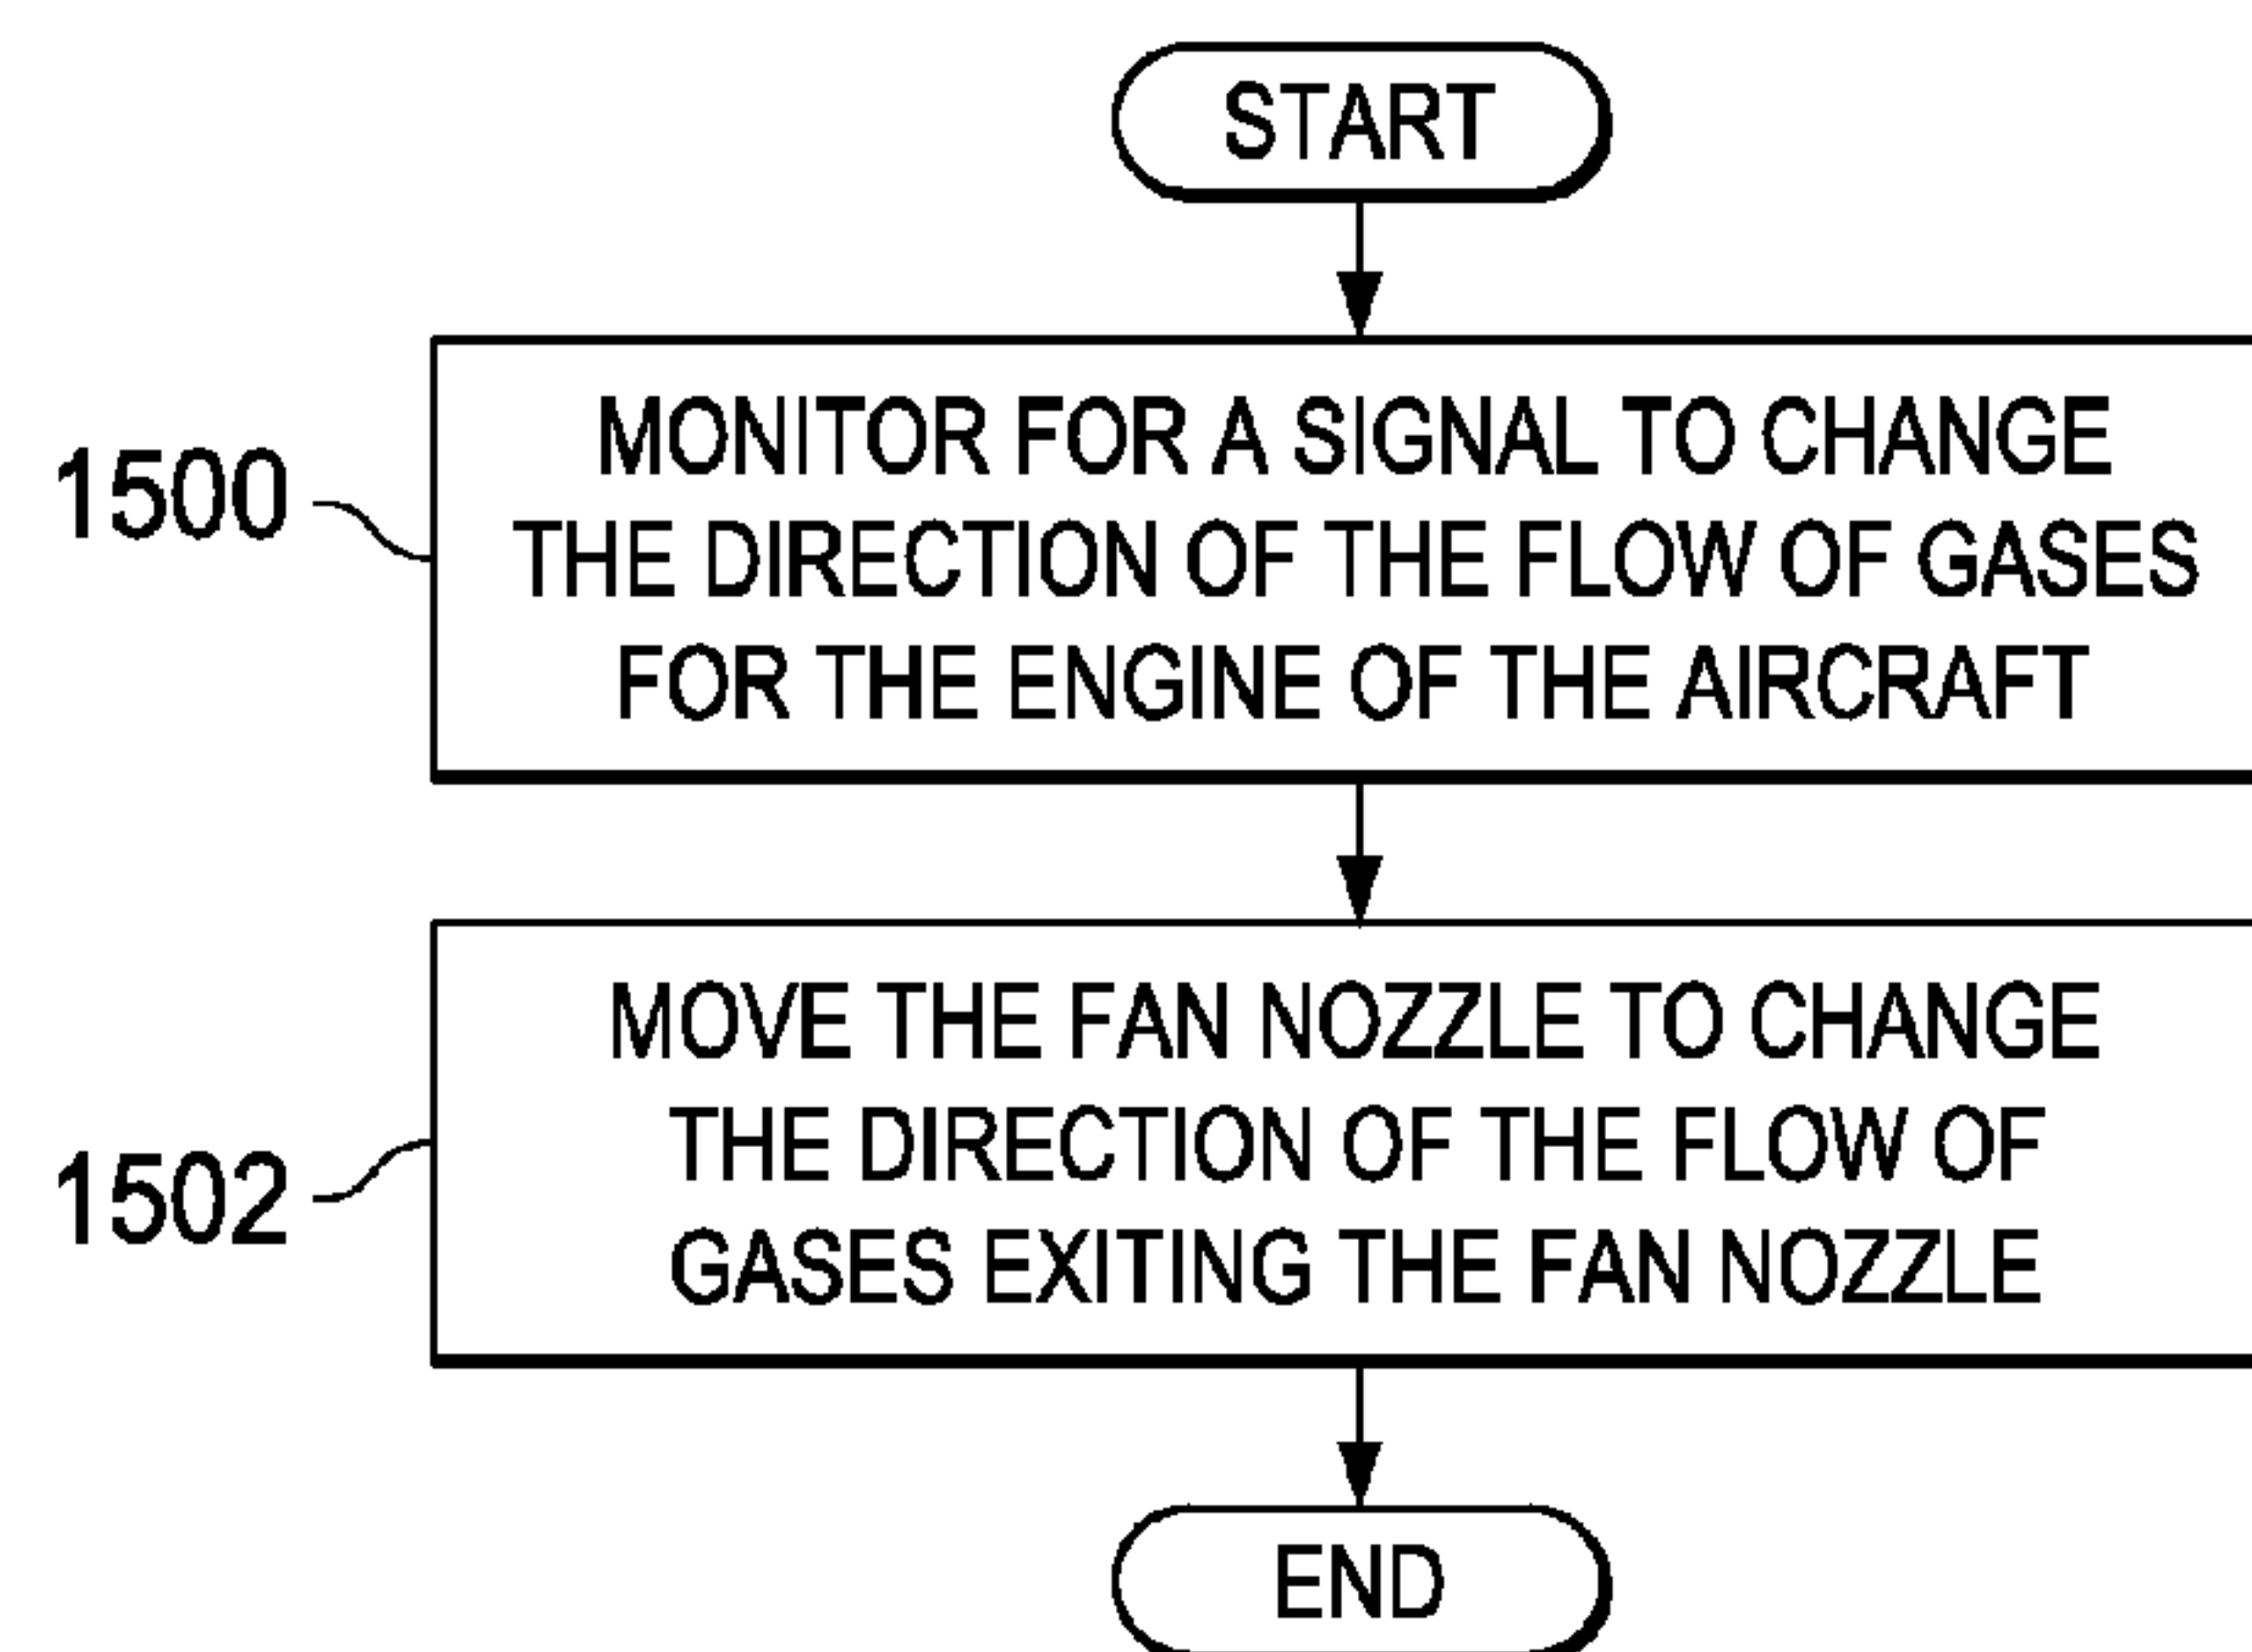 START
1500
MONITOR FOR A SIGNAL TO CHANGE
THE DIRECTION OF THE FLOW OF GASES
FOR THE ENGINE OF THE AIRCRAFT
1502
MOVE THE FAN NOZZLE TO CHANGE
THE DIRECTION OF THE FLOW OF
GASES EXITING THE FAN NOZZLE
END